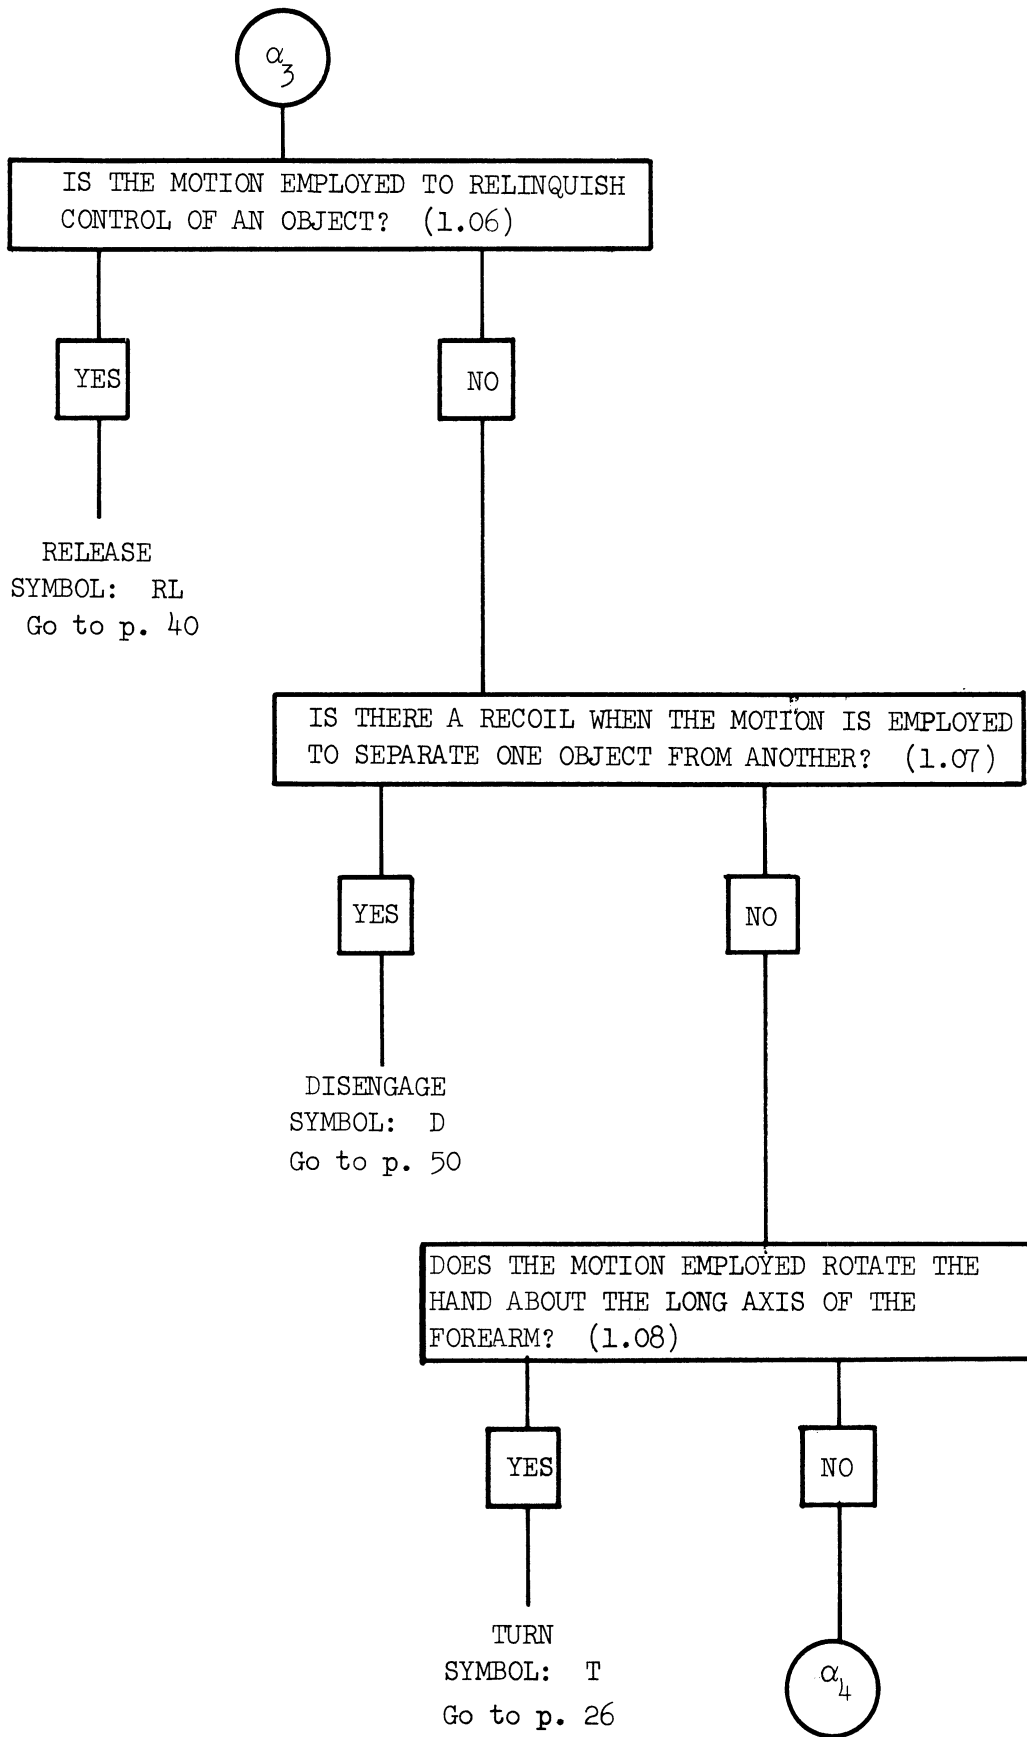 α3
IS THE MOTION EMPLOYED TO RELINQUISH
CONTROL OF AN OBJECT? (1.06)
YES
NO
RELEASE
SYMBOL: RL
Go to p. 40
IS THERE A RECOIL WHEN THE MOTION IS EMPLOYED
TO SEPARATE ONE OBJECT FROM ANOTHER? (1.07)
YES
NO
DISENGAGE
SYMBOL: D
Go to p. 50
DOES THE MOTION EMPLOYED ROTATE THE
HAND ABOUT THE LONG AXIS OF THE
FOREARM? (1.08)
YES
NO
TURN
SYMBOL: T
Go to p. 26
α4